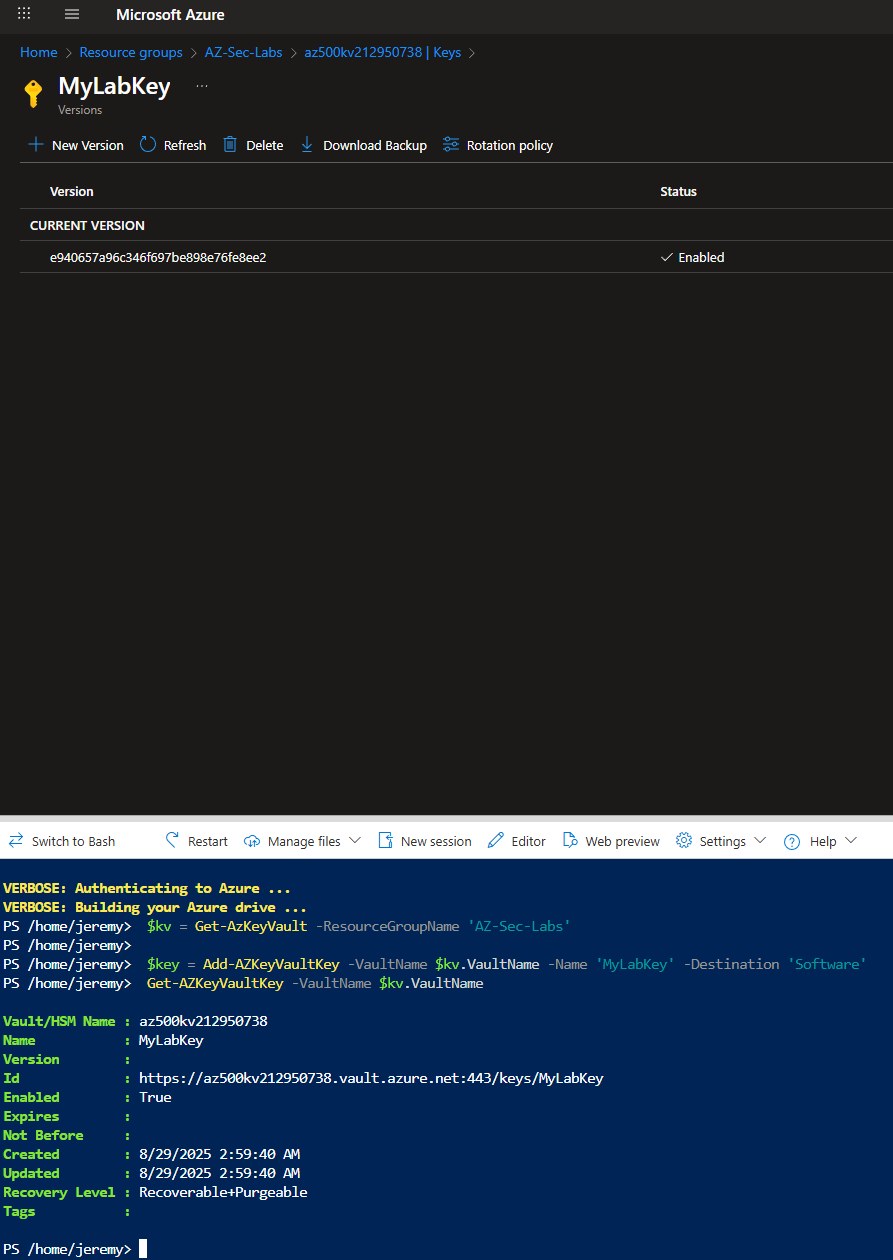 Microsoft Azure
Home > Resource groups > AZ-Sec-Labs > az500kv212950738 | Keys >
MyLabKey ...
Versions
New Version Refresh Delete Download Backup Rotation policy
Version Status
CURRENT VERSION
e940657a96c346f697be898e76fe8ee2 Enabled
Switch to Bash Restart Manage files New session Editor Web preview Settings Help
VERBOSE: Authenticating to Azure ...
VERBOSE: Building your Azure drive ...
PS /home/jeremy> $kv = Get-AzKeyVault -ResourceGroupName 'AZ-Sec-Labs'
PS /home/jeremy>
PS /home/jeremy> $key = Add-AZKeyVaultKey -VaultName $kv.VaultName -Name 'MyLabKey' -Destination 'Software'
PS /home/jeremy> Get-AZKeyVaultKey -VaultName $kv.VaultName
Vault/HSM Name : az500kv212950738
Name : MyLabKey
Version :
Id : https://az500kv212950738.vault.azure.net:443/keys/MyLabKey
Enabled : True
Expires :
Not Before :
Created : 8/29/2025 2:59:40 AM
Updated : 8/29/2025 2:59:40 AM
Recovery Level : Recoverable+Purgeable
Tags :
PS /home/jeremy>